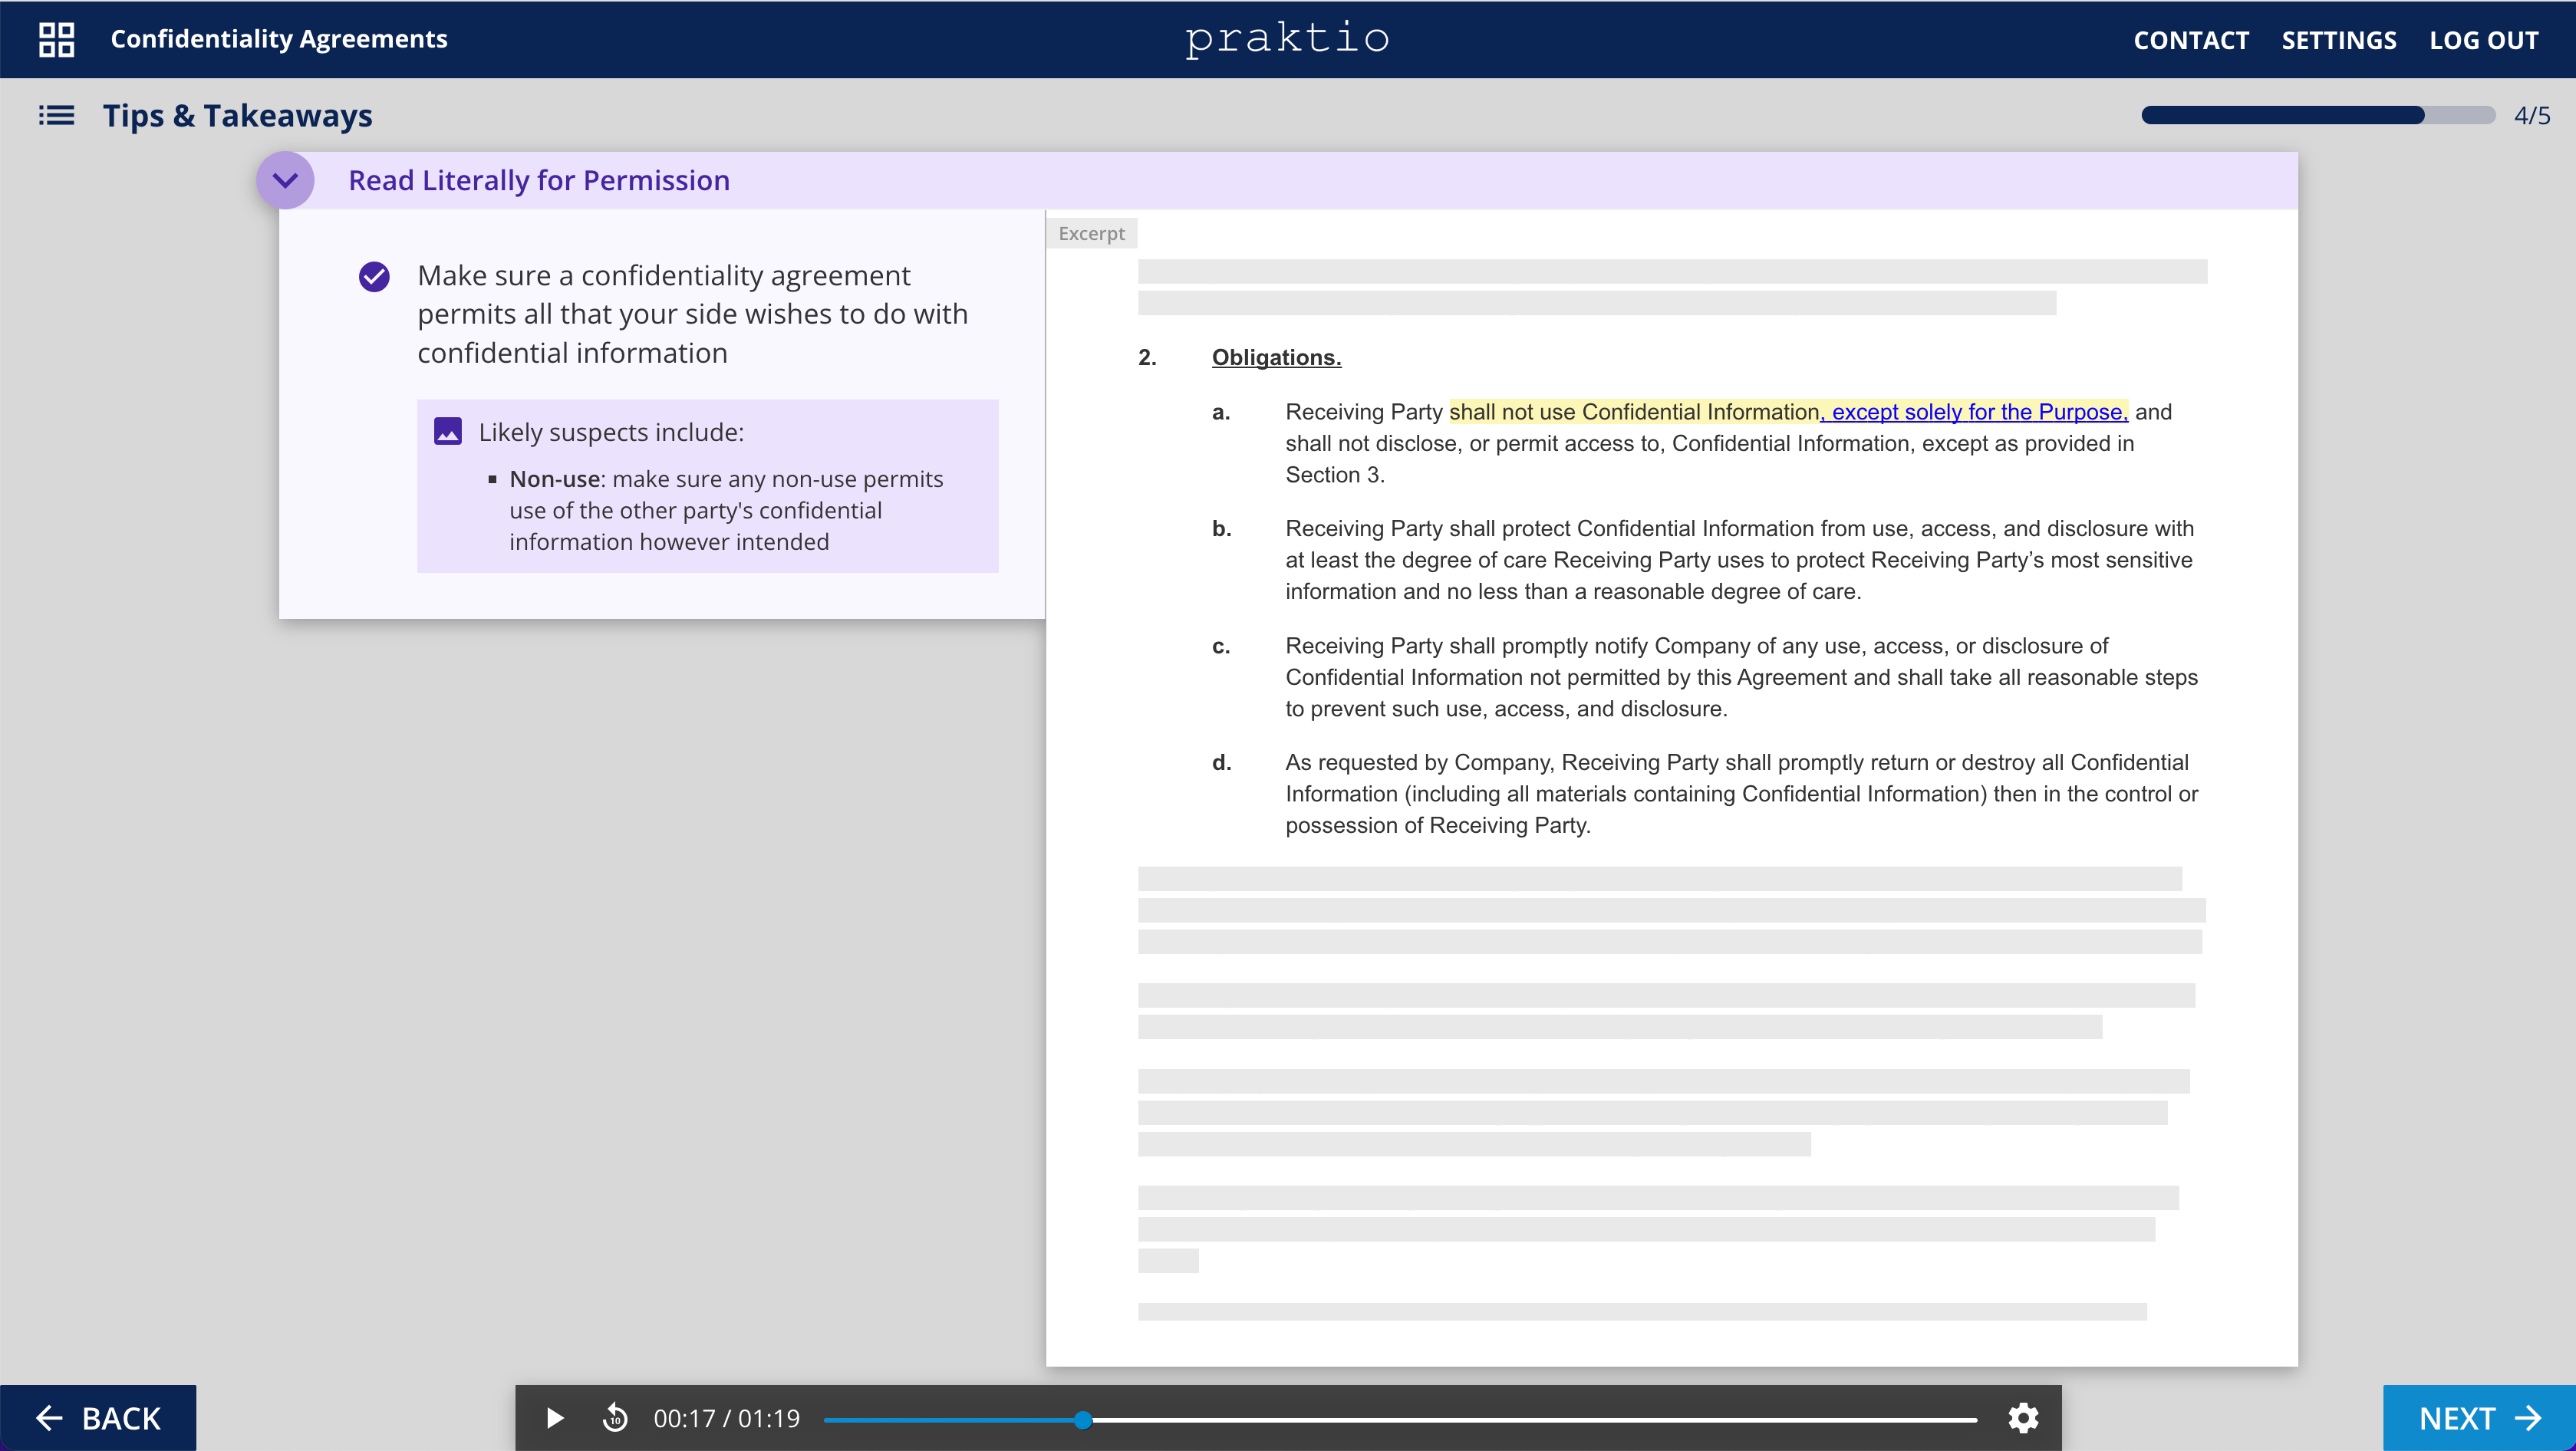 Confidentiality Agreements
praktio
CONTACT SETTINGS LOG OUT
Tips & Takeaways
4/5
Read Literally for Permission
Make sure a confidentiality agreement
permits all that your side wishes to do with
confidential information
Likely suspects include:
▪ Non-use: make sure any non-use permits
use of the other party's confidential
information however intended
Excerpt
2. Obligations.
a. Receiving Party shall not use Confidential Information, except solely for the Purpose, and
shall not disclose, or permit access to, Confidential Information, except as provided in
Section 3.
b. Receiving Party shall protect Confidential Information from use, access, and disclosure with
at least the degree of care Receiving Party uses to protect Receiving Party’s most sensitive
information and no less than a reasonable degree of care.
c. Receiving Party shall promptly notify Company of any use, access, or disclosure of
Confidential Information not permitted by this Agreement and shall take all reasonable steps
to prevent such use, access, and disclosure.
d. As requested by Company, Receiving Party shall promptly return or destroy all Confidential
Information (including all materials containing Confidential Information) then in the control or
possession of Receiving Party.
BACK
10
00:17 / 01:19
NEXT